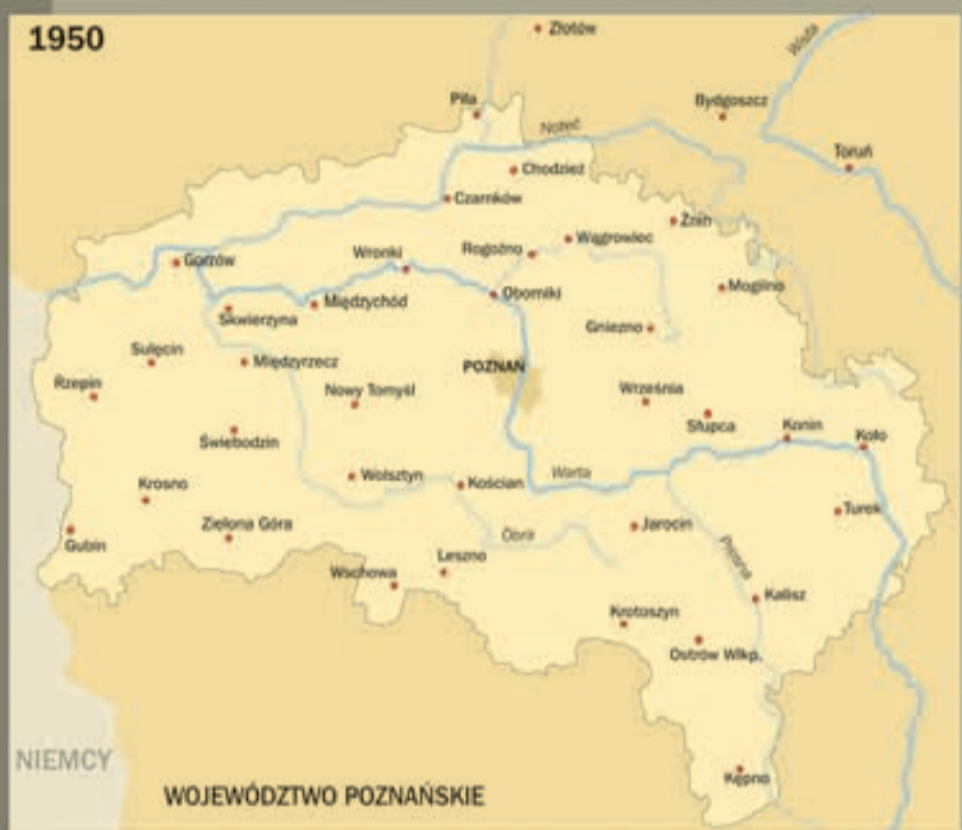 1950
Złotów
Wisła
Piła
Bydgoszcz
Noteć
Toruń
Chodzież
Czarnków
Żnin
Wągrowiec
Rogoźno
Wronki
Gorzów
Mogilno
Oborniki
Międzychód
Skwierzyna
Gniezno
Sulęcin
Międzyrzecz
POZNAŃ
Rzepin
Nowy Tomyśl
Września
Słupca
Konin
Koło
Świebodzin
Wolsztyn
Warta
Kościan
Krosno
Turek
Zielona Góra
Jarocin
Obra
Gubin
Prosna
Leszno
Wschowa
Kalisz
Krotoszyn
Ostrów Wlkp.
NIEMCY
Kępno
WOJEWÓDZTWO POZNAŃSKIE